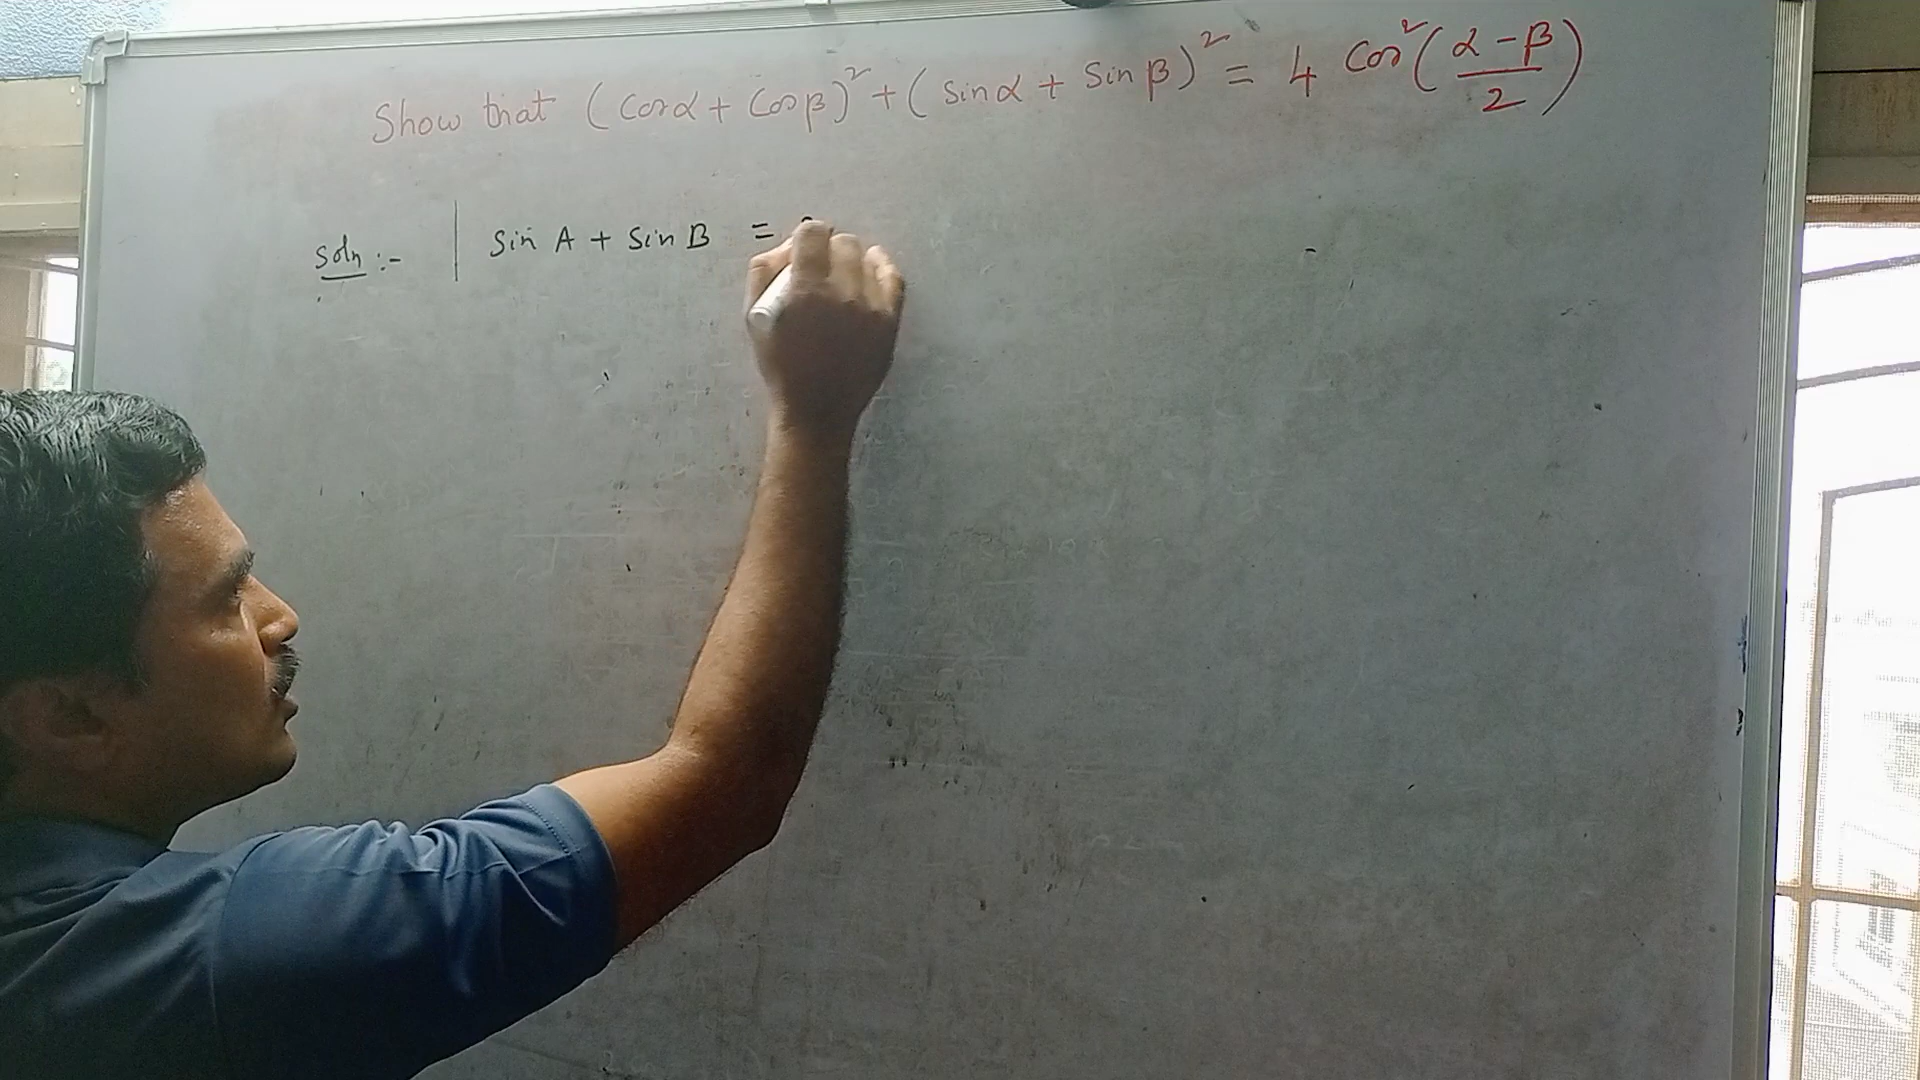 Show that (Cosα + Cosβ)² + (Sinα + Sinβ)² = 4 Cos²(α-β/2)
Soln :- | Sin A + Sin B =